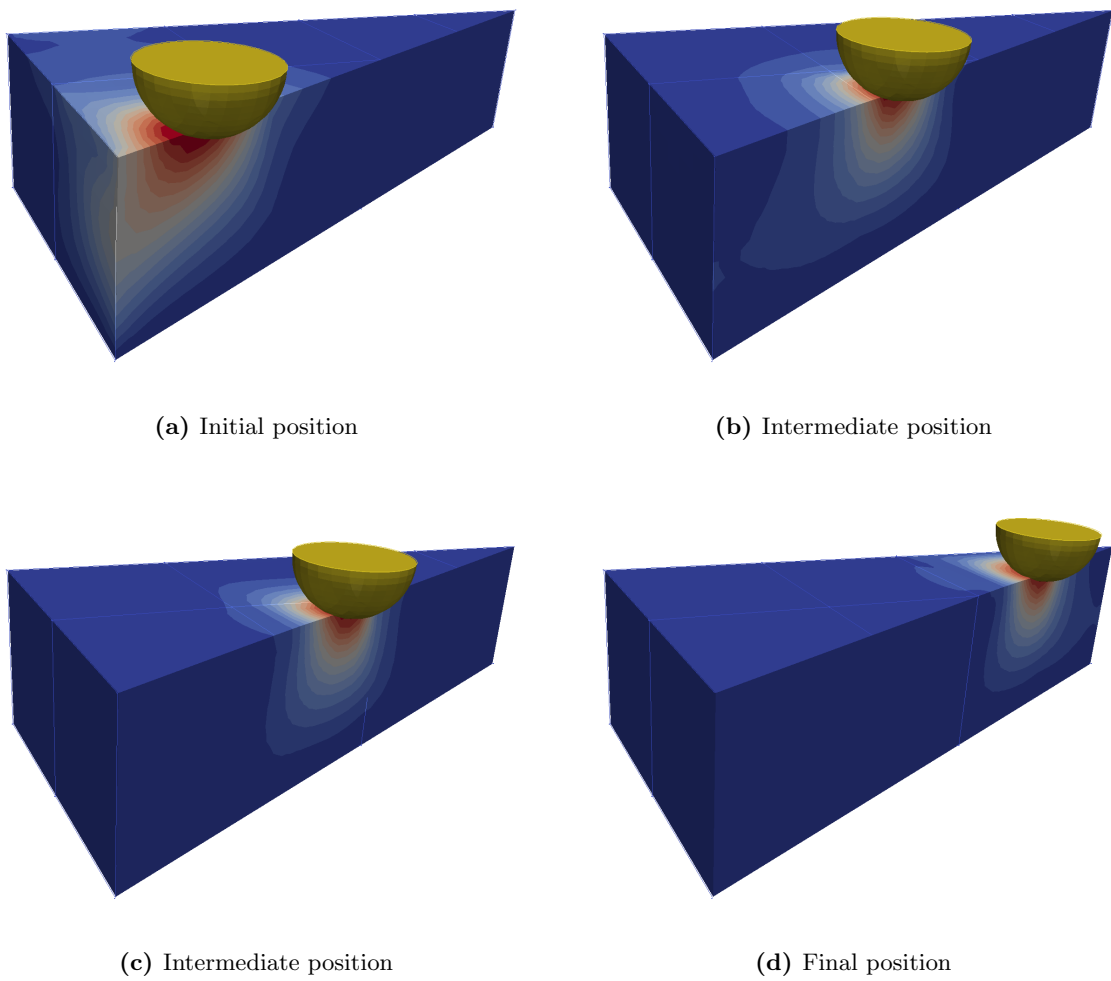 (a) Initial position
(b) Intermediate position
(c) Intermediate position
(d) Final position